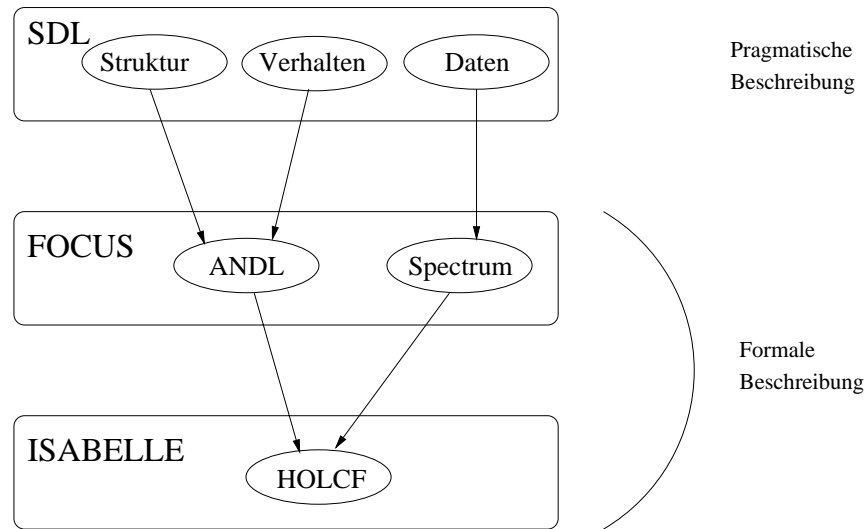 SDL
Struktur
Verhalten
Daten
Pragmatische
Beschreibung
FOCUS
ANDL
Spectrum
Formale
Beschreibung
ISABELLE
HOLCF